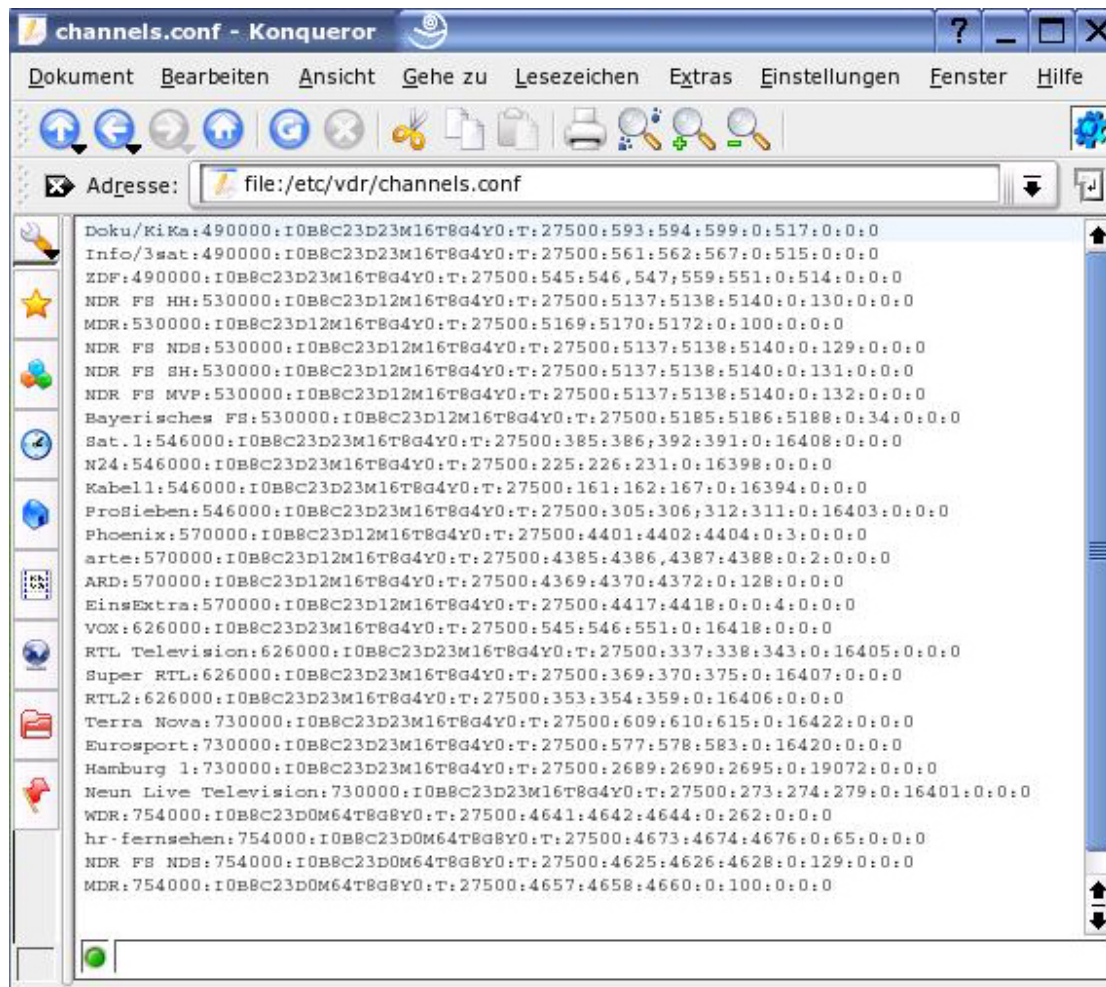 channels.conf - Konqueror
Dokument Bearbeiten Ansicht Gehe zu Lesezeichen Extras Einstellungen Fenster Hilfe
Adresse: file:/etc/vdr/channels.conf
Doku/KiKa:490000:I0B8C23D23M16T8G4Y0:T:27500:593:594:599:0:517:0:0:0
Info/3sat:490000:I0B8C23D23M16T8G4Y0:T:27500:561:562:567:0:515:0:0:0
ZDF:490000:I0B8C23D23M16T8G4Y0:T:27500:545:546,547;559:551:0:514:0:0:0
NDR FS HH:530000:I0B8C23D12M16T8G4Y0:T:27500:5137:5138:5140:0:130:0:0:0
MDR:530000:I0B8C23D12M16T8G4Y0:T:27500:5169:5170:5172:0:100:0:0:0
NDR FS NDS:530000:I0B8C23D12M16T8G4Y0:T:27500:5137:5138:5140:0:129:0:0:0
NDR FS SH:530000:I0B8C23D12M16T8G4Y0:T:27500:5137:5138:5140:0:131:0:0:0
NDR FS MVP:530000:I0B8C23D12M16T8G4Y0:T:27500:5137:5138:5140:0:132:0:0:0
Bayerisches FS:530000:I0B8C23D12M16T8G4Y0:T:27500:5185:5186:5188:0:34:0:0:0
Sat.1:546000:I0B8C23D23M16T8G4Y0:T:27500:385:386;392:391:0:16408:0:0:0
N24:546000:I0B8C23D23M16T8G4Y0:T:27500:225:226:231:0:16398:0:0:0
Kabel1:546000:I0B8C23D23M16T8G4Y0:T:27500:161:162:167:0:16394:0:0:0
ProSieben:546000:I0B8C23D23M16T8G4Y0:T:27500:305:306;312:311:0:16403:0:0:0
Phoenix:570000:I0B8C23D12M16T8G4Y0:T:27500:4401:4402:4404:0:3:0:0:0
arte:570000:I0B8C23D12M16T8G4Y0:T:27500:4385:4386,4387:4388:0:2:0:0:0
ARD:570000:I0B8C23D12M16T8G4Y0:T:27500:4369:4370:4372:0:128:0:0:0
EinsExtra:570000:I0B8C23D12M16T8G4Y0:T:27500:4417:4418:0:0:4:0:0:0
VOX:626000:I0B8C23D23M16T8G4Y0:T:27500:545:546:551:0:16418:0:0:0
RTL Television:626000:I0B8C23D23M16T8G4Y0:T:27500:337:338:343:0:16405:0:0:0
Super RTL:626000:I0B8C23D23M16T8G4Y0:T:27500:369:370:375:0:16407:0:0:0
RTL2:626000:I0B8C23D23M16T8G4Y0:T:27500:353:354:359:0:16406:0:0:0
Terra Nova:730000:I0B8C23D23M16T8G4Y0:T:27500:609:610:615:0:16422:0:0:0
Eurosport:730000:I0B8C23D23M16T8G4Y0:T:27500:577:578:583:0:16420:0:0:0
Hamburg 1:730000:I0B8C23D23M16T8G4Y0:T:27500:2689:2690:2695:0:19072:0:0:0
Neun Live Television:730000:I0B8C23D23M16T8G4Y0:T:27500:273:274:279:0:16401:0:0:0
WDR:754000:I0B8C23D0M64T8G8Y0:T:27500:4641:4642:4644:0:262:0:0:0
hr-fernsehen:754000:I0B8C23D0M64T8G8Y0:T:27500:4673:4674:4676:0:65:0:0:0
NDR FS NDS:754000:I0B8C23D0M64T8G8Y0:T:27500:4625:4626:4628:0:129:0:0:0
MDR:754000:I0B8C23D0M64T8G8Y0:T:27500:4657:4658:4660:0:100:0:0:0